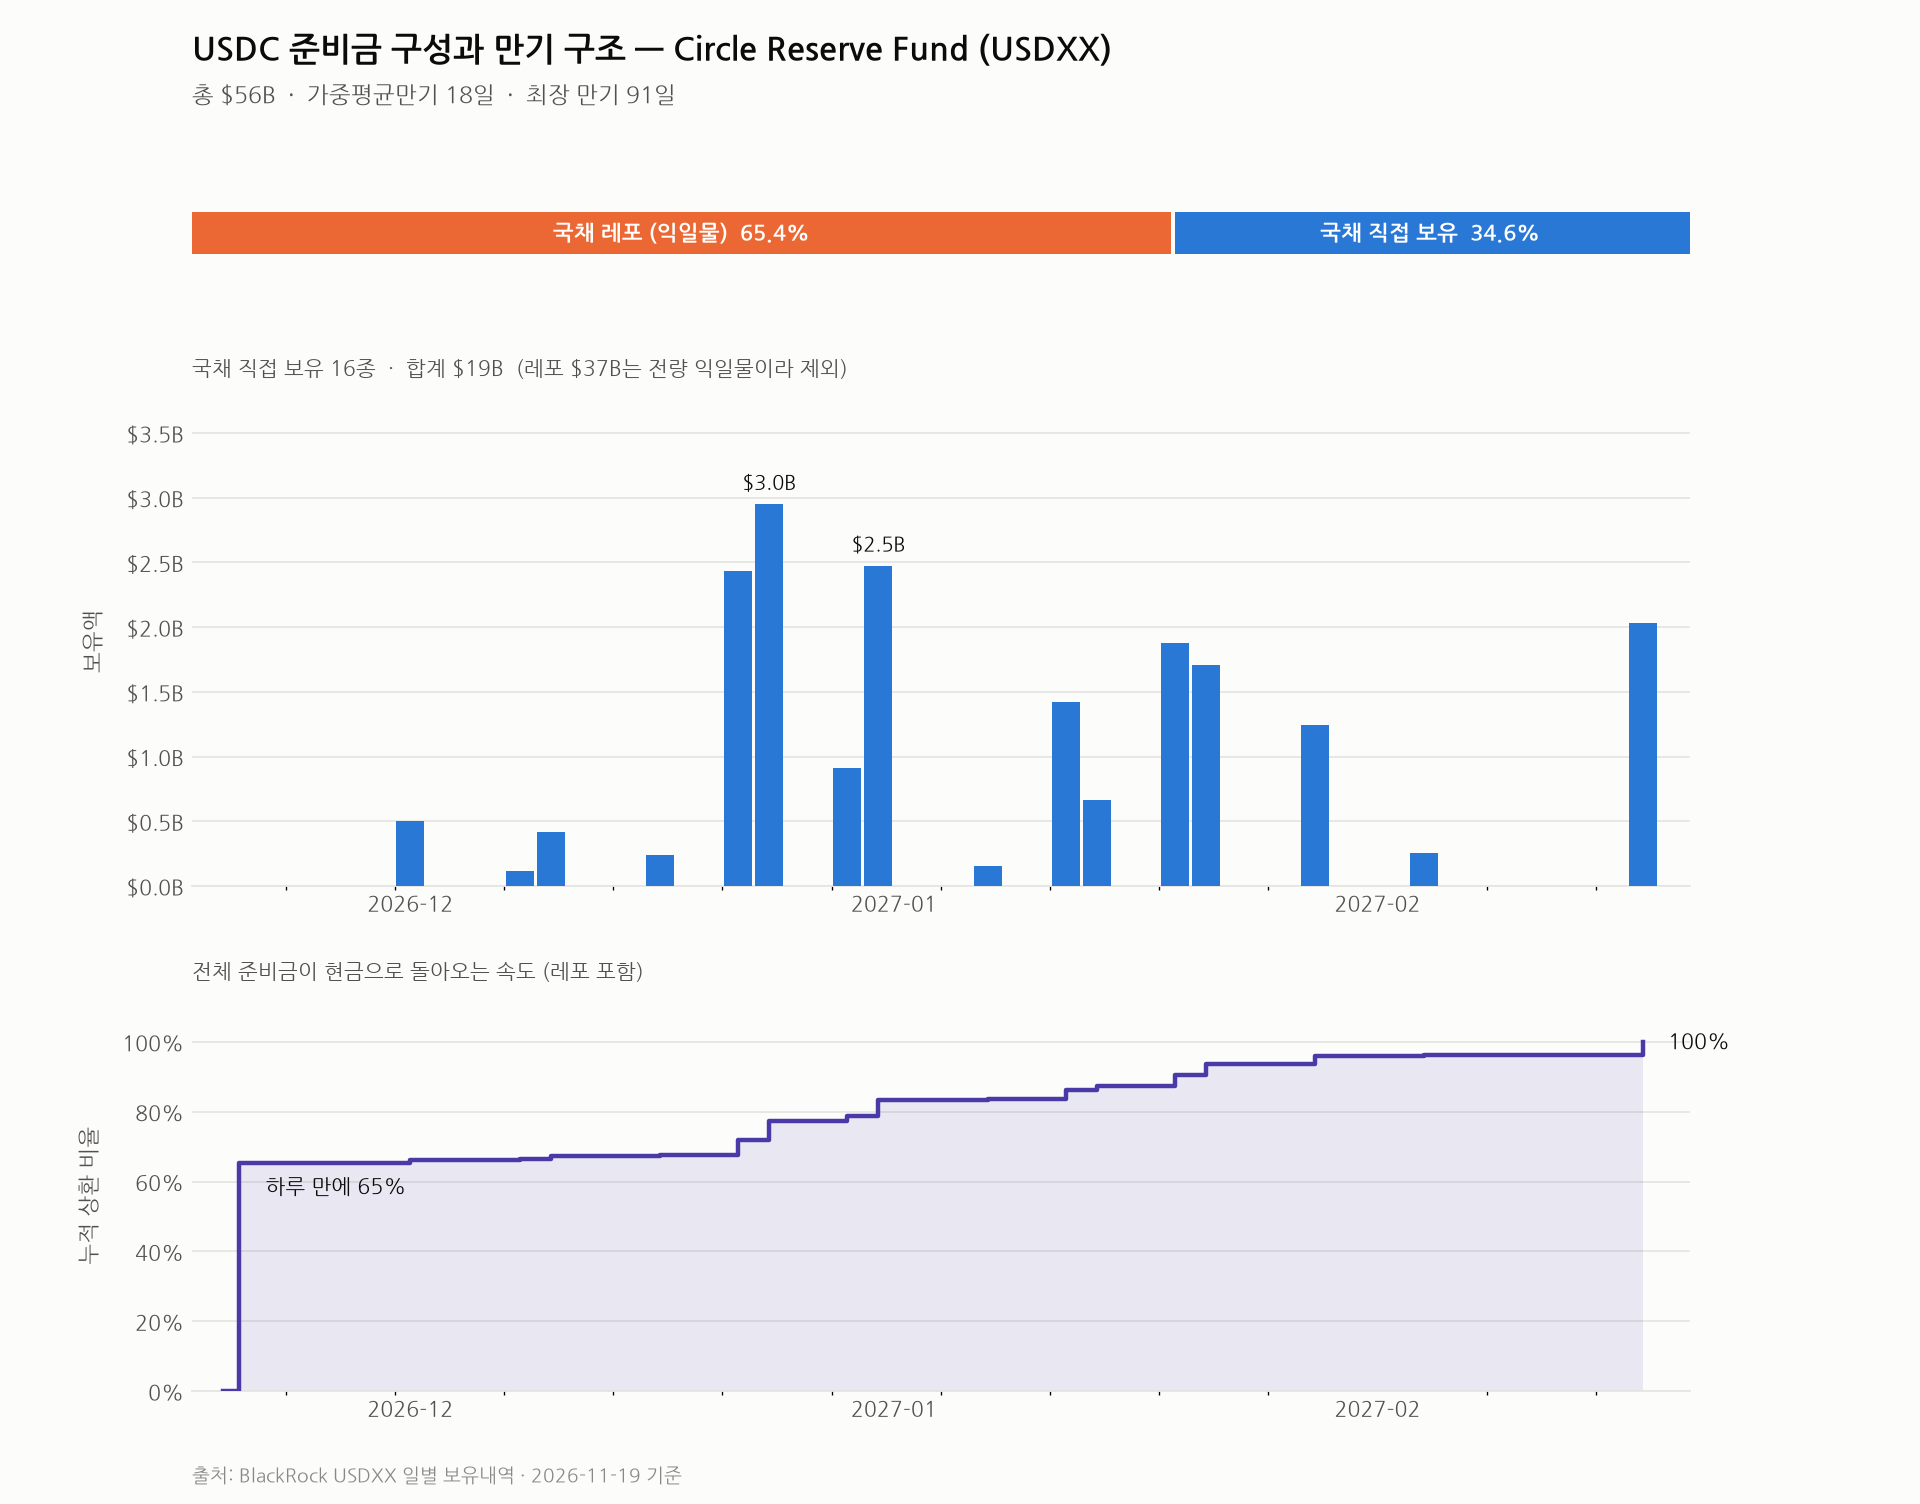 USDC 준비금 구성과 만기 구조 — Circle Reserve Fund (USDXX)
총 $56B · 가중평균만기 18일 · 최장 만기 91일
국채 레포 (익일물) 65.4%
국채 직접 보유 34.6%
국채 직접 보유 16종 · 합계 $19B (레포 $37B는 전량 익일물이라 제외)
보유액
$3.5B
$3.0B
$2.5B
$2.0B
$1.5B
$1.0B
$0.5B
$0.0B
$3.0B
$2.5B
2026-12
2027-01
2027-02
전체 준비금이 현금으로 돌아오는 속도 (레포 포함)
누적 상환 비율
100%
80%
60%
40%
20%
0%
하루 만에 65%
100%
2026-12
2027-01
2027-02
출처: BlackRock USDXX 일별 보유내역 · 2026-11-19 기준